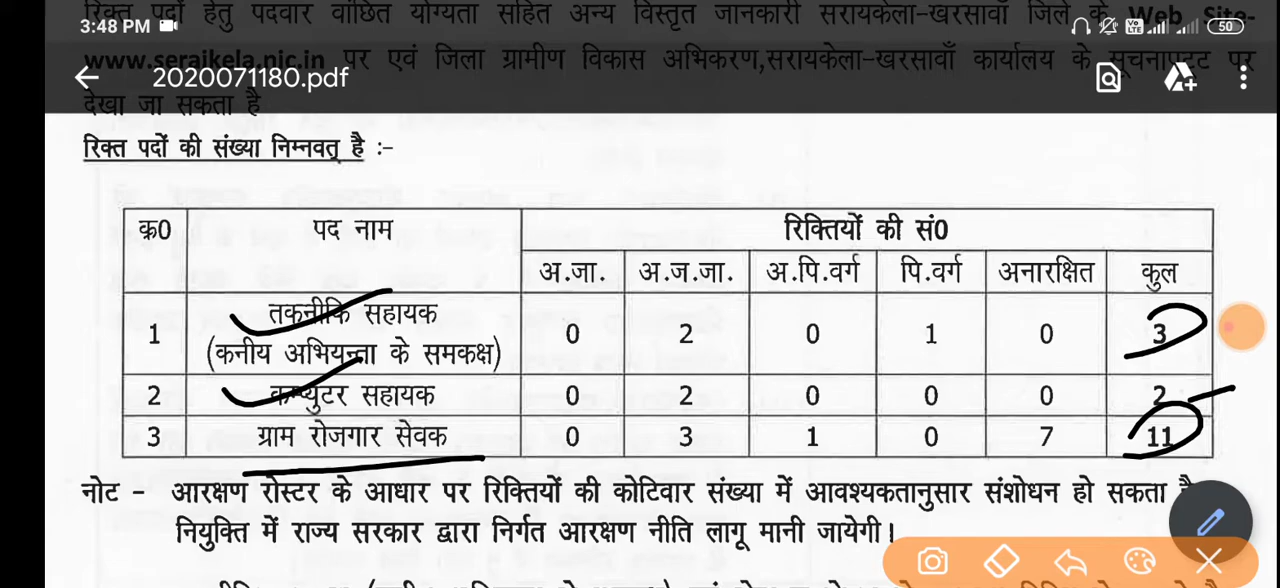 रिक्त पदों हेतु पदवार वांछित योग्यता सहित अन्य विस्तृत जानकारी सरायकेला-खरसावाँ जिले के Web Site-
3:48 PM 50
www.seraikela.nic.in पर एवं जिला ग्रामीण विकास अभिकरण,सरायकेला-खरसावाँ कार्यालय के सूचनापट्ट पर
2020071180.pdf
देखा जा सकता है
रिक्त पदों की संख्या निम्नवत् है :-
क्र0 पद नाम रिक्तियों की सं0
अ.जा. अ.ज.जा. अ.पि.वर्ग पि.वर्ग अनारक्षित कुल
1 तकनीकि सहायक (कनीय अभियन्ता के समकक्ष) 0 2 0 1 0 3
2 कम्प्युटर सहायक 0 2 0 0 0 2
3 ग्राम रोजगार सेवक 0 3 1 0 7 11
नोट - आरक्षण रोस्टर के आधार पर रिक्तियों की कोटिवार संख्या में आवश्यकतानुसार संशोधन हो सकता है
नियुक्ति में राज्य सरकार द्वारा निर्गत आरक्षण नीति लागू मानी जायेगी।